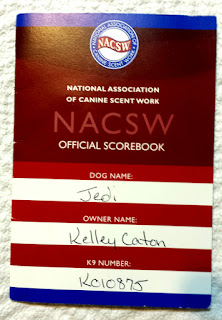 NATIONAL ASSOCIATION OF
NACSW
CANINE SCENT WORK
NATIONAL ASSOCIATION
OF CANINE SCENT WORK
NACSW
OFFICIAL SCOREBOOK
DOG NAME:
Jedi
OWNER NAME:
Kelley Caton
K9 NUMBER:
KC10875